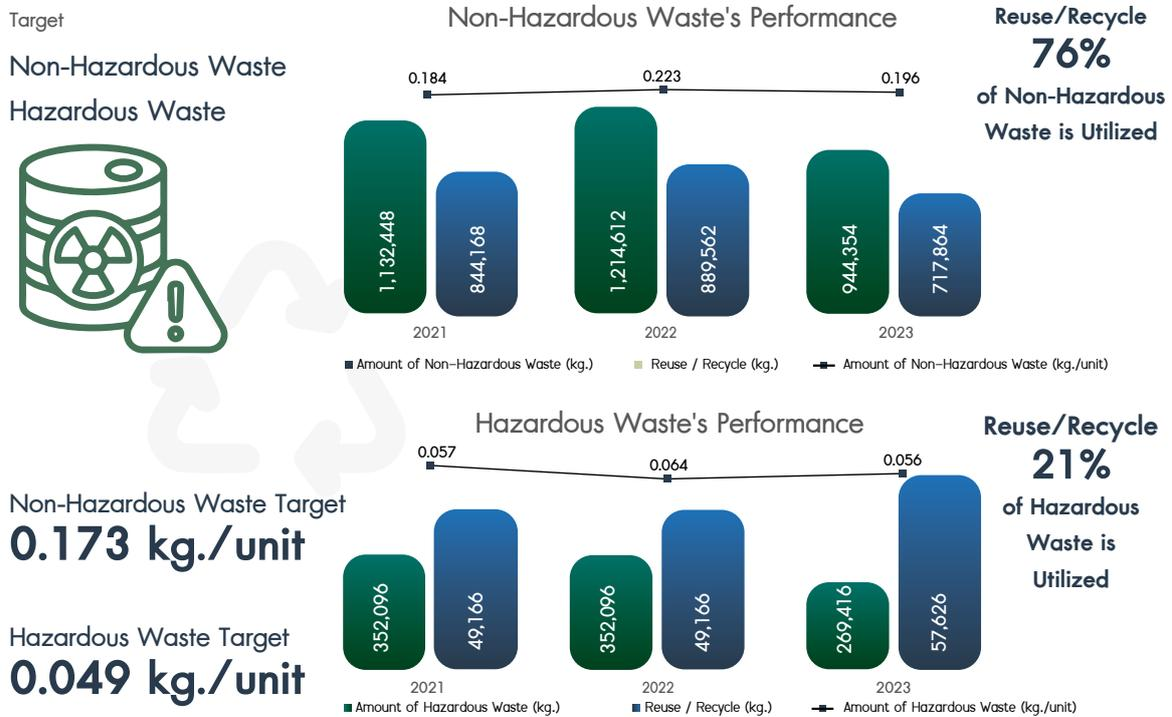 Target
Non-Hazardous Waste
Hazardous Waste
Non-Hazardous Waste's Performance
0.184
0.223
0.196
1,132,448
844,168
1,214,612
889,562
944,354
717,864
2021
2022
2023
Amount of Non-Hazardous Waste (kg.)
Reuse / Recycle (kg.)
Amount of Non-Hazardous Waste (kg./unit)
Reuse/Recycle
76%
of Non-Hazardous
Waste is Utilized
Non-Hazardous Waste Target
0.173 kg./unit
Hazardous Waste Target
0.049 kg./unit
Hazardous Waste's Performance
0.057
0.064
0.056
352,096
49,166
352,096
49,166
269,416
57,626
2021
2022
2023
Amount of Hazardous Waste (kg.)
Reuse / Recycle (kg.)
Amount of Hazardous Waste (kg./unit)
Reuse/Recycle
21%
of Hazardous
Waste is
Utilized